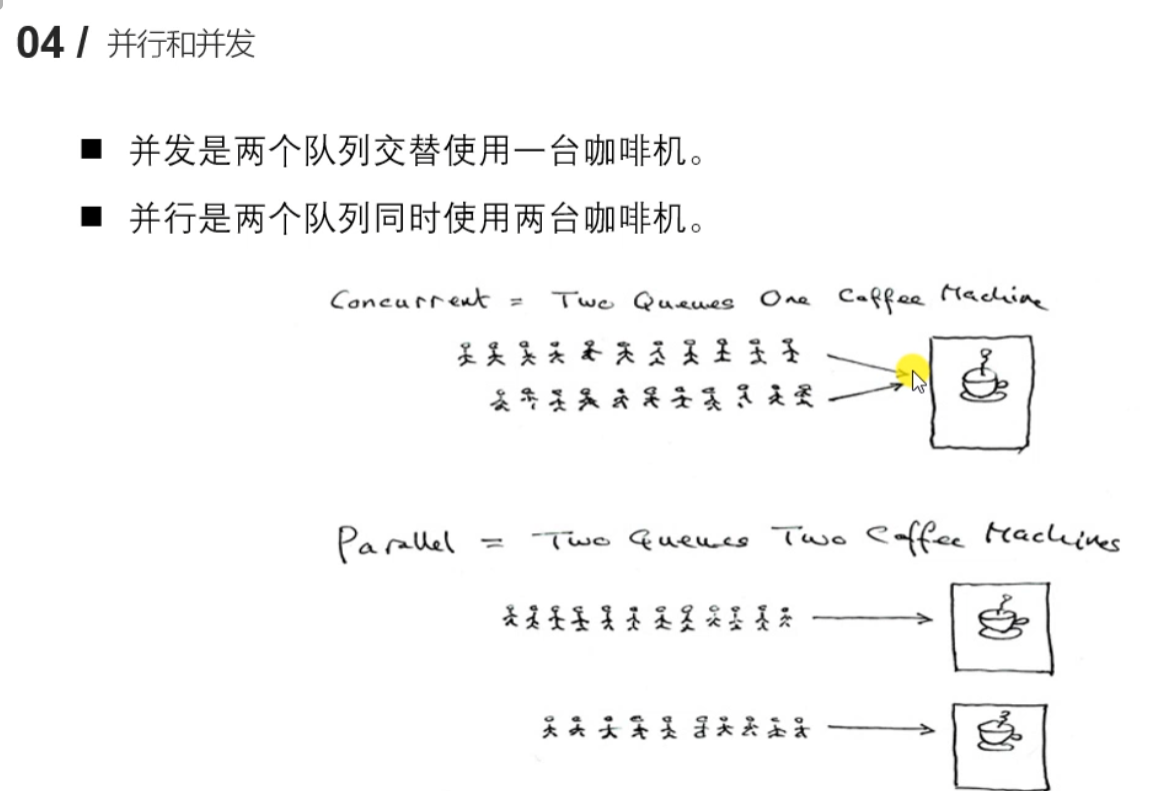 04 / 并行和并发
■ 并发是两个队列交替使用一台咖啡机。
■ 并行是两个队列同时使用两台咖啡机。
Concurrent = Two Queues One Coffee Machine
Parallel = Two Queues Two Coffee Machines